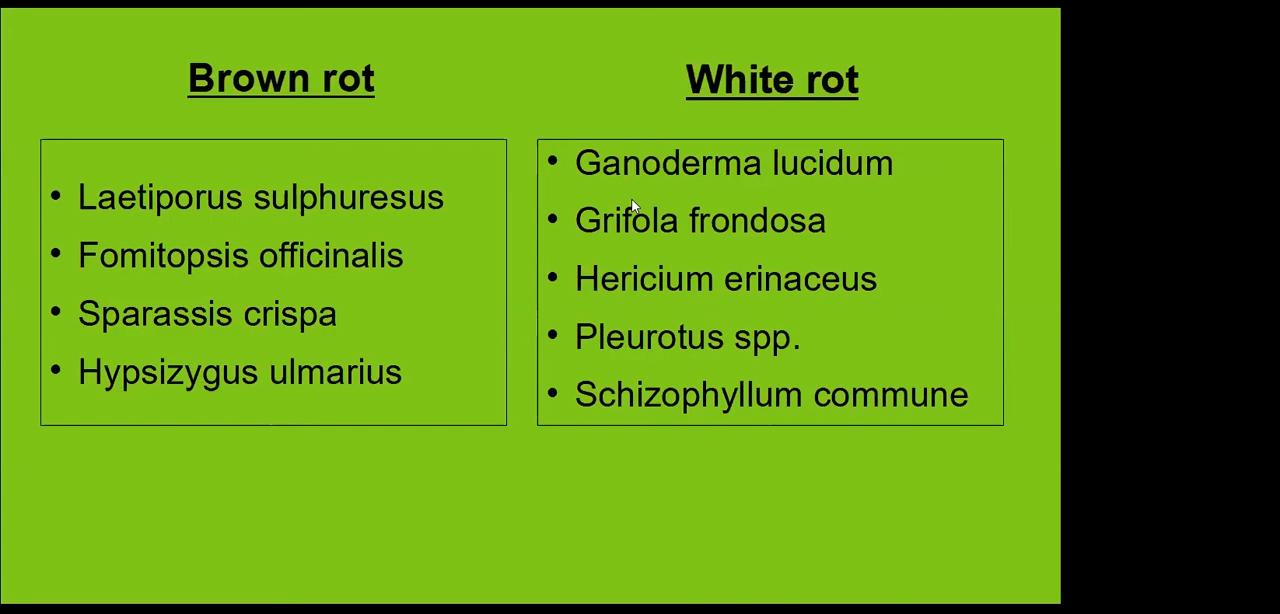 Brown rot
• Laetiporus sulphuresus
• Fomitopsis officinalis
• Sparassis crispa
• Hypsizygus ulmarius
White rot
• Ganoderma lucidum
• Grifola frondosa
• Hericium erinaceus
• Pleurotus spp.
• Schizophyllum commune